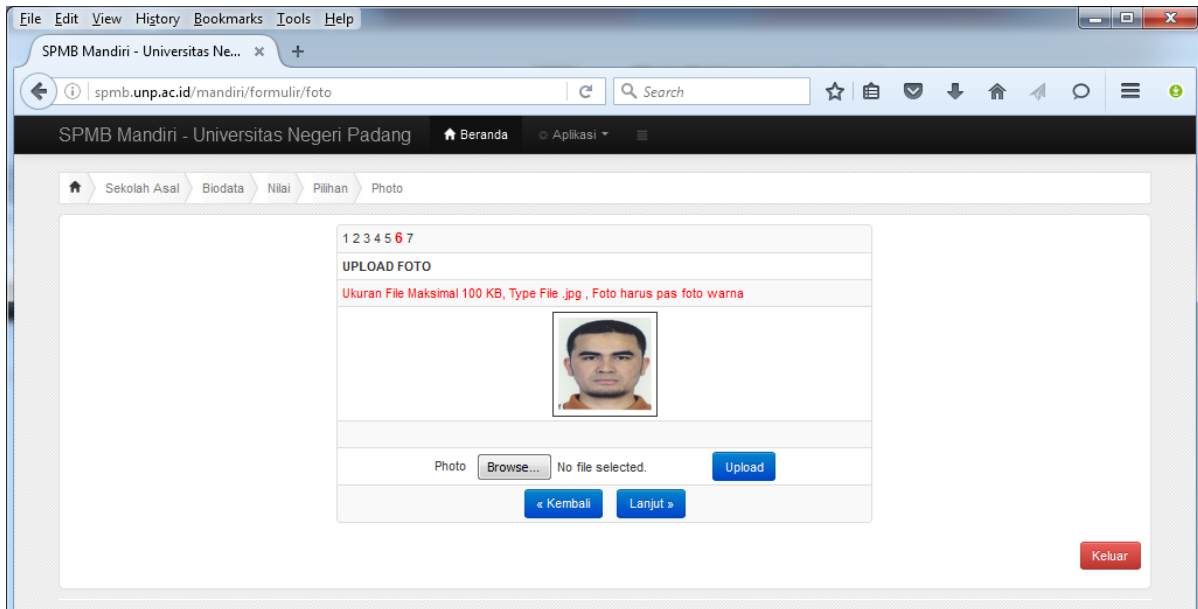 File Edit View History Bookmarks Tools Help
SPMB Mandiri - Universitas Ne... × +
spmb.unp.ac.id/mandiri/formulir/foto Search
SPMB Mandiri - Universitas Negeri Padang Beranda Aplikasi
Sekolah Asal Biodata Nilai Pilihan Photo
1 2 3 4 5 6 7
UPLOAD FOTO
Ukuran File Maksimal 100 KB, Type File .jpg , Foto harus pas foto warna
Photo Browse... No file selected. Upload
« Kembali Lanjut »
Keluar